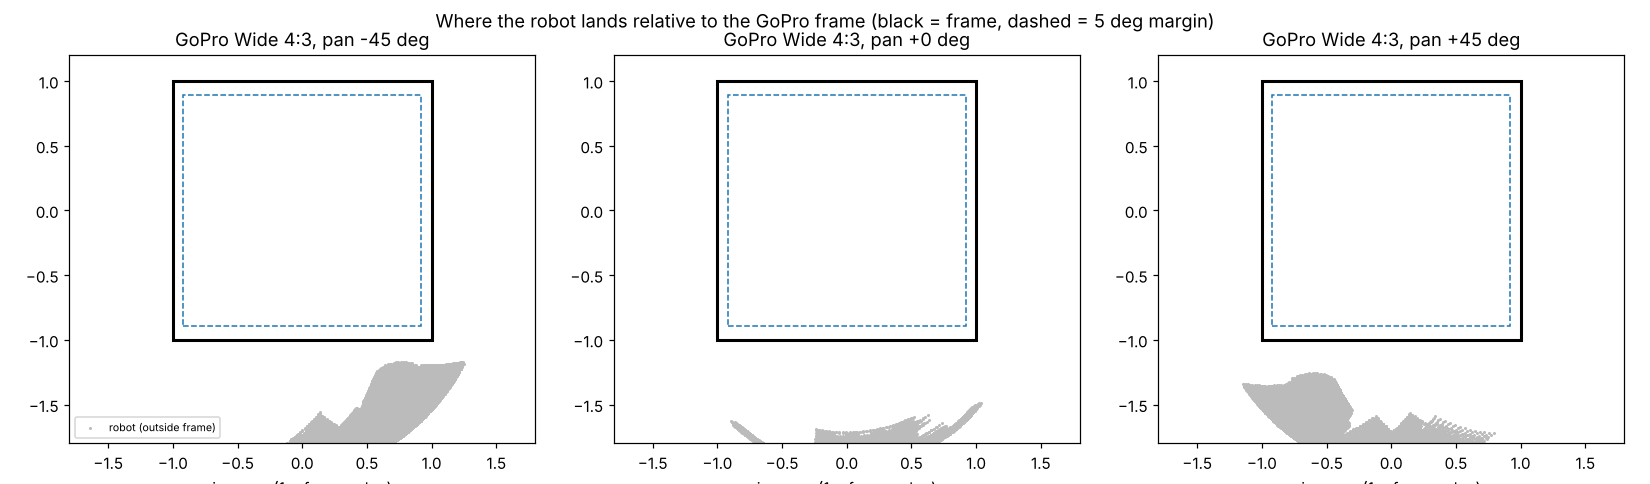 Where the robot lands relative to the GoPro frame (black = frame, dashed = 5 deg margin)
GoPro Wide 4:3, pan -45 deg
1.0
0.5
0.0
−0.5
−1.0
−1.5
robot (outside frame)
−1.5 −1.0 −0.5 0.0 0.5 1.0 1.5
GoPro Wide 4:3, pan +0 deg
1.0
0.5
0.0
−0.5
−1.0
−1.5
−1.5 −1.0 −0.5 0.0 0.5 1.0 1.5
GoPro Wide 4:3, pan +45 deg
1.0
0.5
0.0
−0.5
−1.0
−1.5
−1.5 −1.0 −0.5 0.0 0.5 1.0 1.5